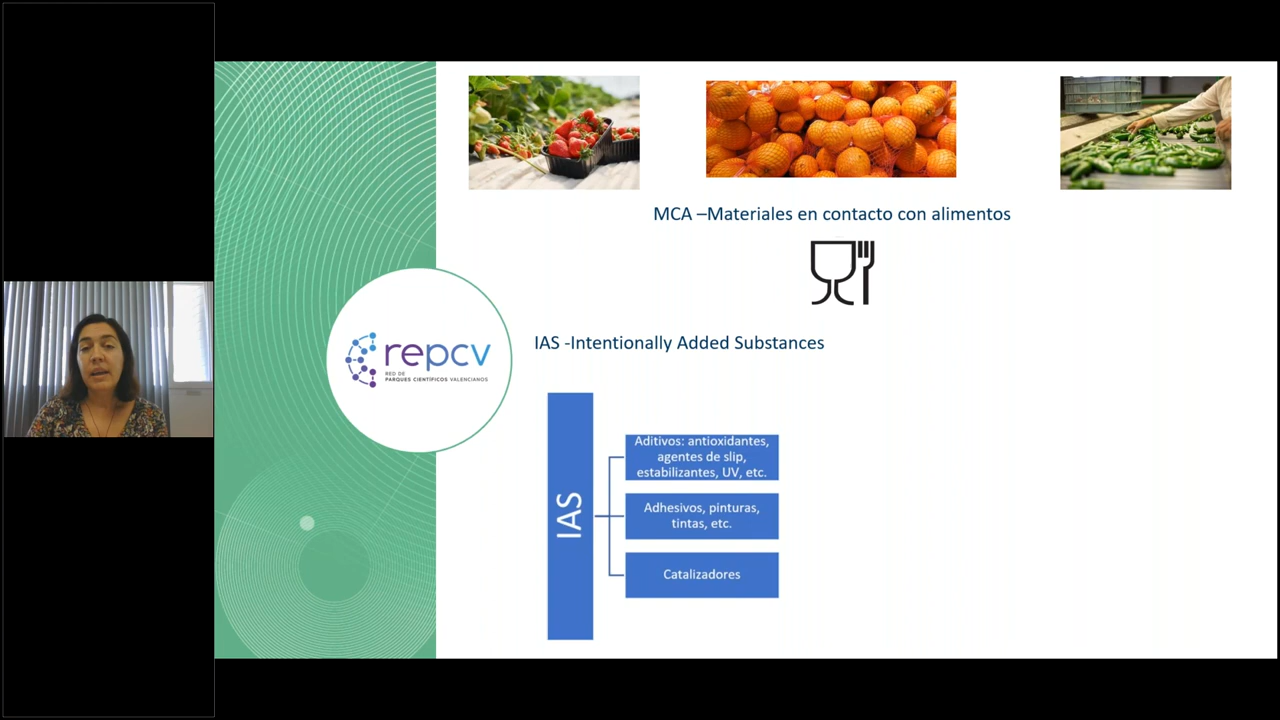 MCA –Materiales en contacto con alimentos
repcv
RED DE
PARQUES CIENTÍFICOS VALENCIANOS
IAS -Intentionally Added Substances
IAS
Aditivos: antioxidantes,
agentes de slip,
estabilizantes, UV, etc.
Adhesivos, pinturas,
tintas, etc.
Catalizadores